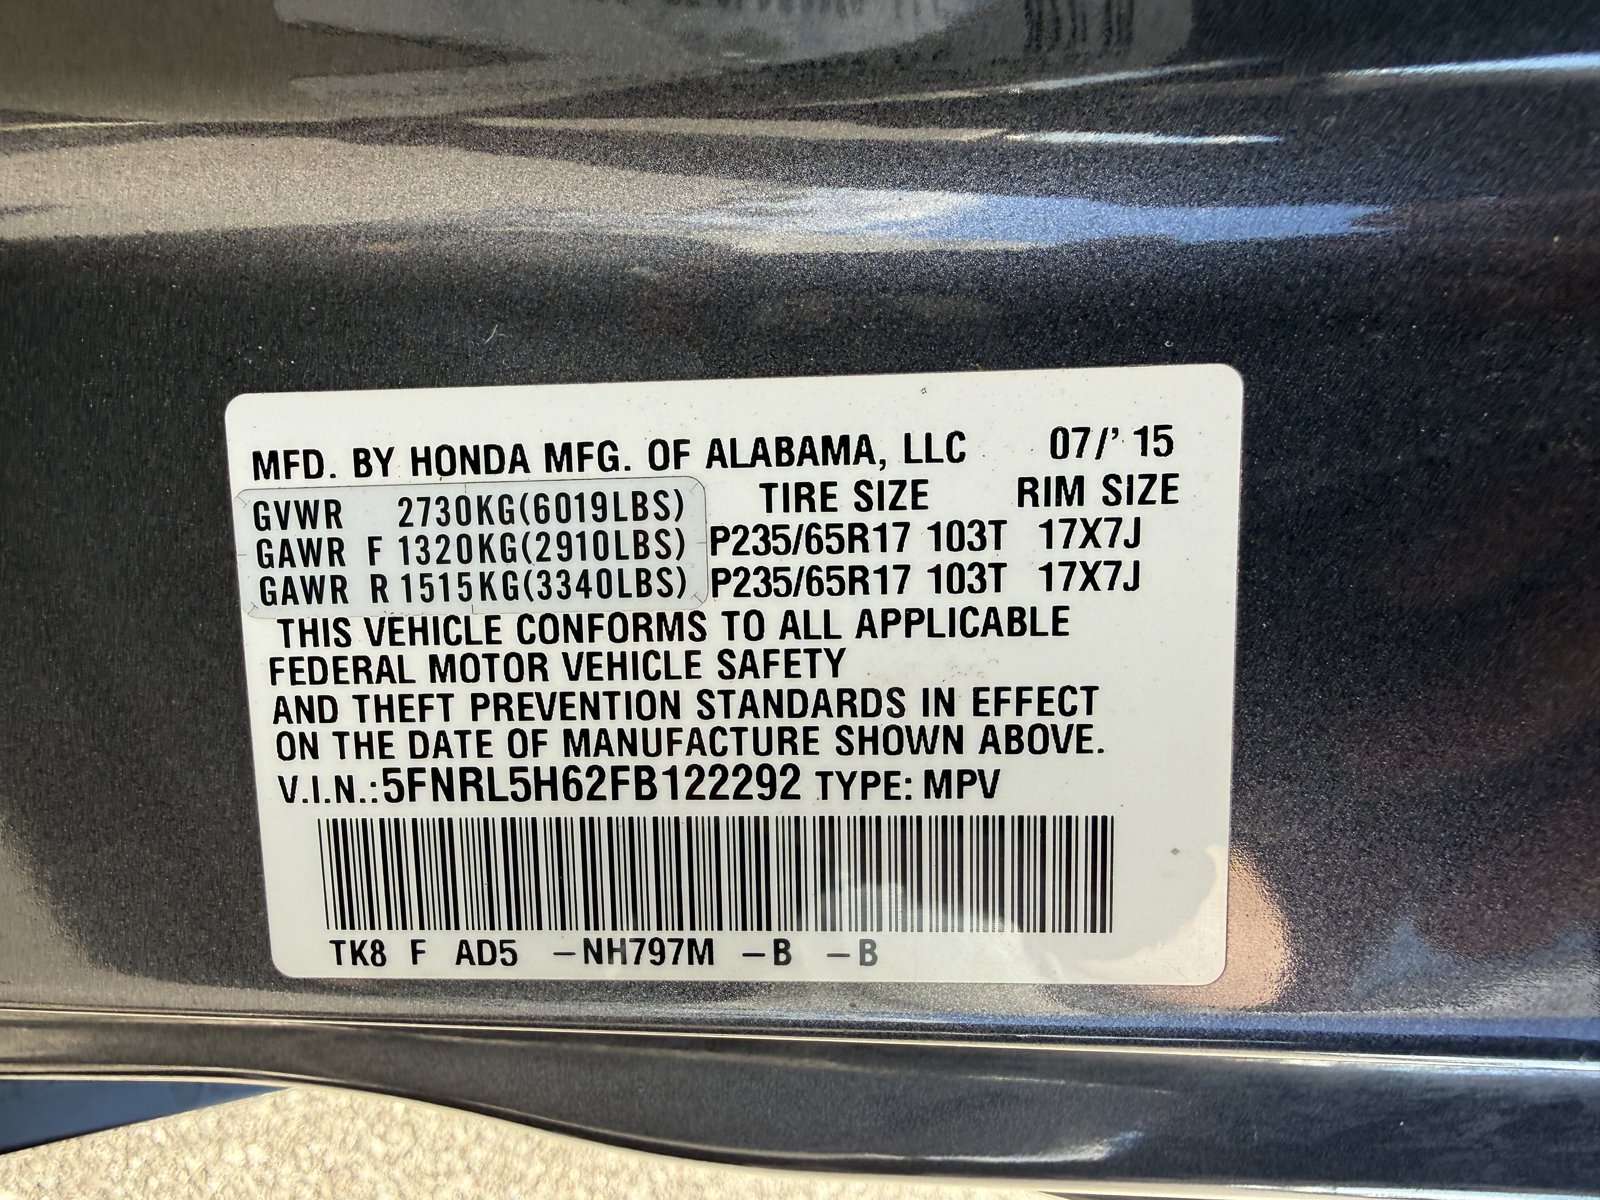 MFD. BY HONDA MFG. OF ALABAMA, LLC 07/' 15
GVWR 2730KG(6019LBS) TIRE SIZE RIM SIZE
GAWR F 1320KG(2910LBS) P235/65R17 103T 17X7J
GAWR R 1515KG(3340LBS) P235/65R17 103T 17X7J
THIS VEHICLE CONFORMS TO ALL APPLICABLE
FEDERAL MOTOR VEHICLE SAFETY
AND THEFT PREVENTION STANDARDS IN EFFECT
ON THE DATE OF MANUFACTURE SHOWN ABOVE.
V.I.N.:5FNRL5H62FB122292 TYPE: MPV
TK8 F AD5 –NH797M –B –B